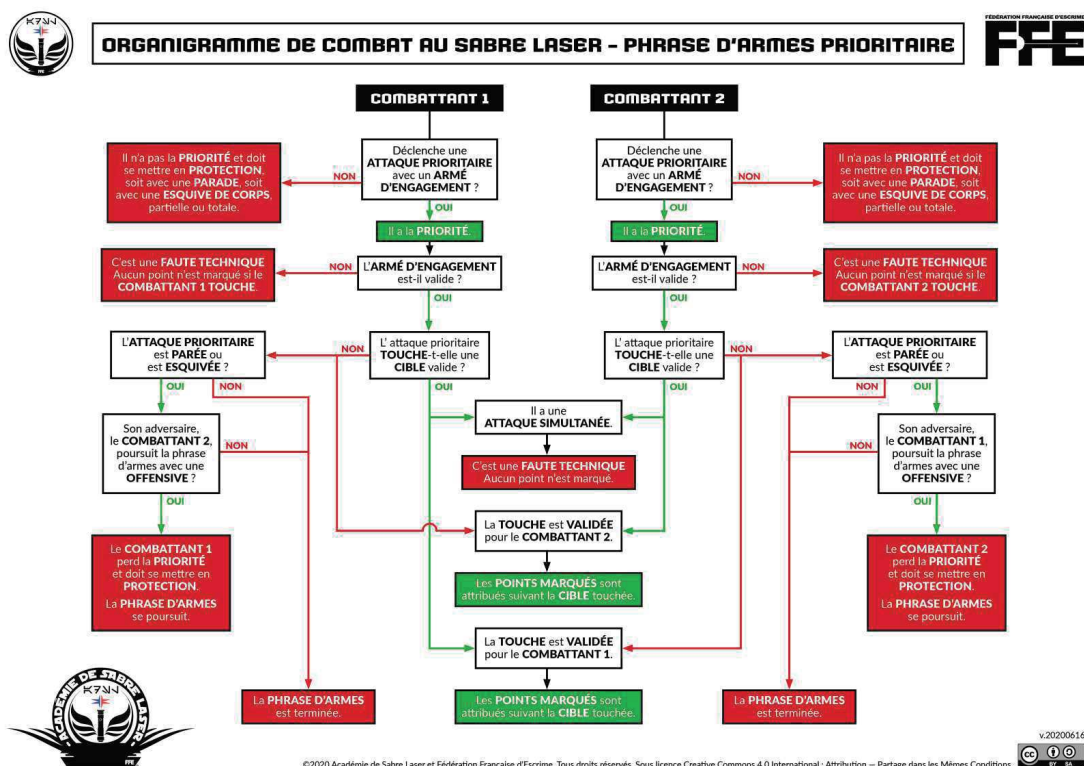 FÉDÉRATION FRANÇAISE D'ESCRIME
FFE
ORGANIGRAMME DE COMBAT AU SABRE LASER – PHRASE D'ARMES PRIORITAIRE
FFE
COMBATTANT 1
COMBATTANT 2
Il n'a pas la PRIORITÉ et doit
se mettre en PROTECTION,
soit avec une PARADE, soit
avec une ESQUIVE DE CORPS,
partielle ou totale.
NON
Déclenche une
ATTAQUE PRIORITAIRE
avec un ARMÉ
D'ENGAGEMENT ?
Déclenche une
ATTAQUE PRIORITAIRE
avec un ARMÉ
D'ENGAGEMENT ?
NON
Il n'a pas la PRIORITÉ et doit
se mettre en PROTECTION,
soit avec une PARADE, soit
avec une ESQUIVE DE CORPS,
partielle ou totale.
OUI
OUI
Il a la PRIORITÉ.
Il a la PRIORITÉ.
C'est une FAUTE TECHNIQUE
Aucun point n'est marqué si le
COMBATTANT 1 TOUCHE.
NON
L'ARMÉ D'ENGAGEMENT
est-il valide ?
L'ARMÉ D'ENGAGEMENT
est-il valide ?
NON
C'est une FAUTE TECHNIQUE
Aucun point n'est marqué si le
COMBATTANT 2 TOUCHE.
OUI
OUI
L'ATTAQUE PRIORITAIRE
est PARÉE ou
est ESQUIVÉE ?
NON
L' attaque prioritaire
TOUCHE-t-elle une
CIBLE valide ?
L' attaque prioritaire
TOUCHE-t-elle une
CIBLE valide ?
NON
L'ATTAQUE PRIORITAIRE
est PARÉE ou
est ESQUIVÉE ?
OUI
NON
NON
OUI
Il a une
ATTAQUE SIMULTANÉE.
Son adversaire,
le COMBATTANT 2,
poursuit la phrase
d'armes avec une
OFFENSIVE ?
NON
NON
Son adversaire,
le COMBATTANT 1,
poursuit la phrase
d'armes avec une
OFFENSIVE ?
C'est une FAUTE TECHNIQUE
Aucun point n'est marqué.
OUI
OUI
La TOUCHE est VALIDÉE
pour le COMBATTANT 2.
Le COMBATTANT 1
perd la PRIORITÉ
et doit se mettre en
PROTECTION.
La PHRASE D'ARMES
se poursuit.
Les POINTS MARQUÉS sont
attribués suivant la CIBLE touchée.
Le COMBATTANT 2
perd la PRIORITÉ
et doit se mettre en
PROTECTION.
La PHRASE D'ARMES
se poursuit.
La TOUCHE est VALIDÉE
pour le COMBATTANT 1.
La PHRASE D'ARMES
est terminée.
Les POINTS MARQUÉS sont
attribués suivant la CIBLE touchée.
La PHRASE D'ARMES
est terminée.
ACADÉMIE DE SABRE LASER
FFE
v.20200616
CC BY SA
©2020 Académie de Sabre Laser et Fédération Française d'Escrime. Tous droits réservés. Sous licence Creative Commons 4.0 International : Attribution — Partage dans les Mêmes Conditions